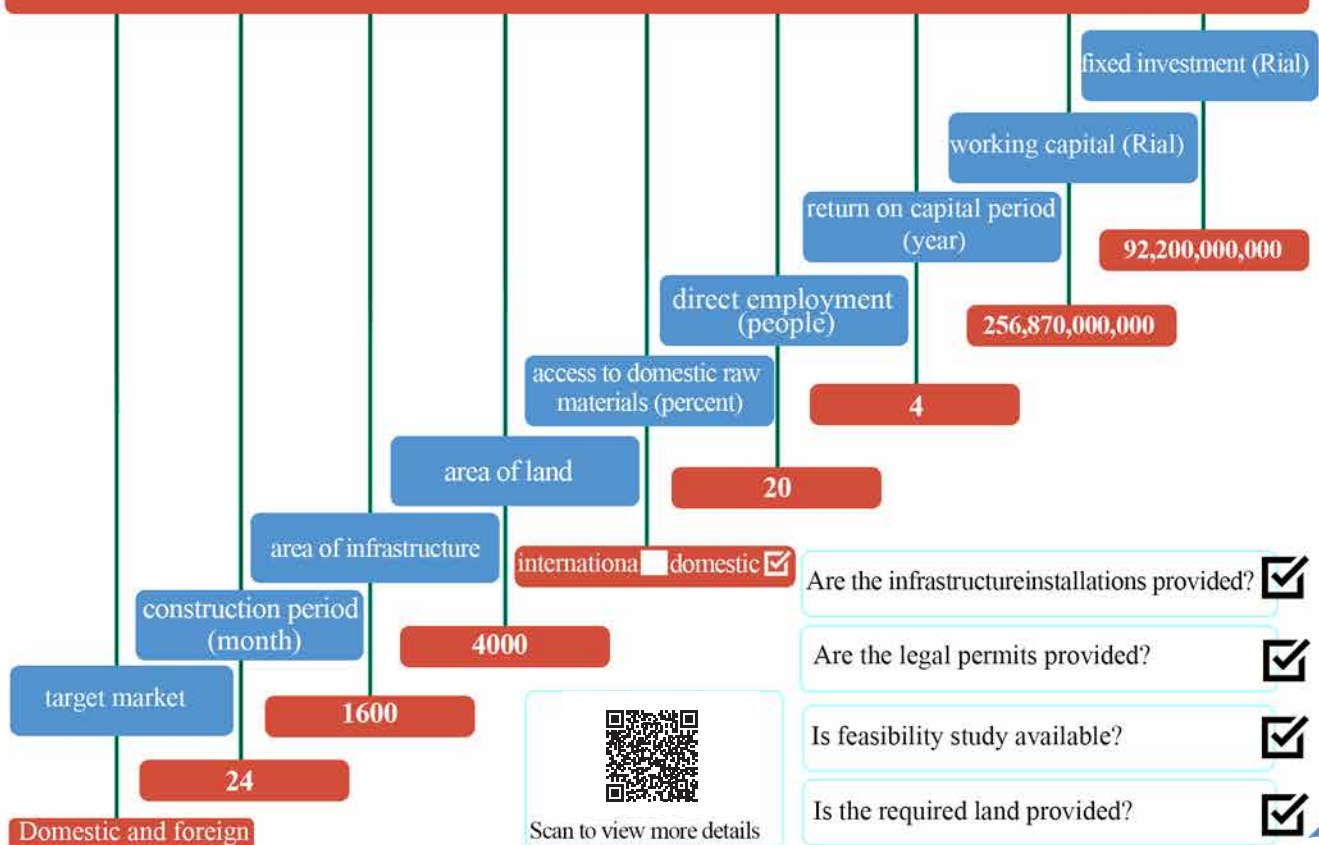 fixed investment (Rial)
92,200,000,000
working capital (Rial)
256,870,000,000
return on capital period
(year)
4
direct employment
(people)
20
access to domestic raw
materials (percent)
internationa domestic
area of land
4000
area of infrastructure
1600
construction period
(month)
24
target market
Domestic and foreign
Scan to view more details
Are the infrastructureinstallations provided?
Are the legal permits provided?
Is feasibility study available?
Is the required land provided?